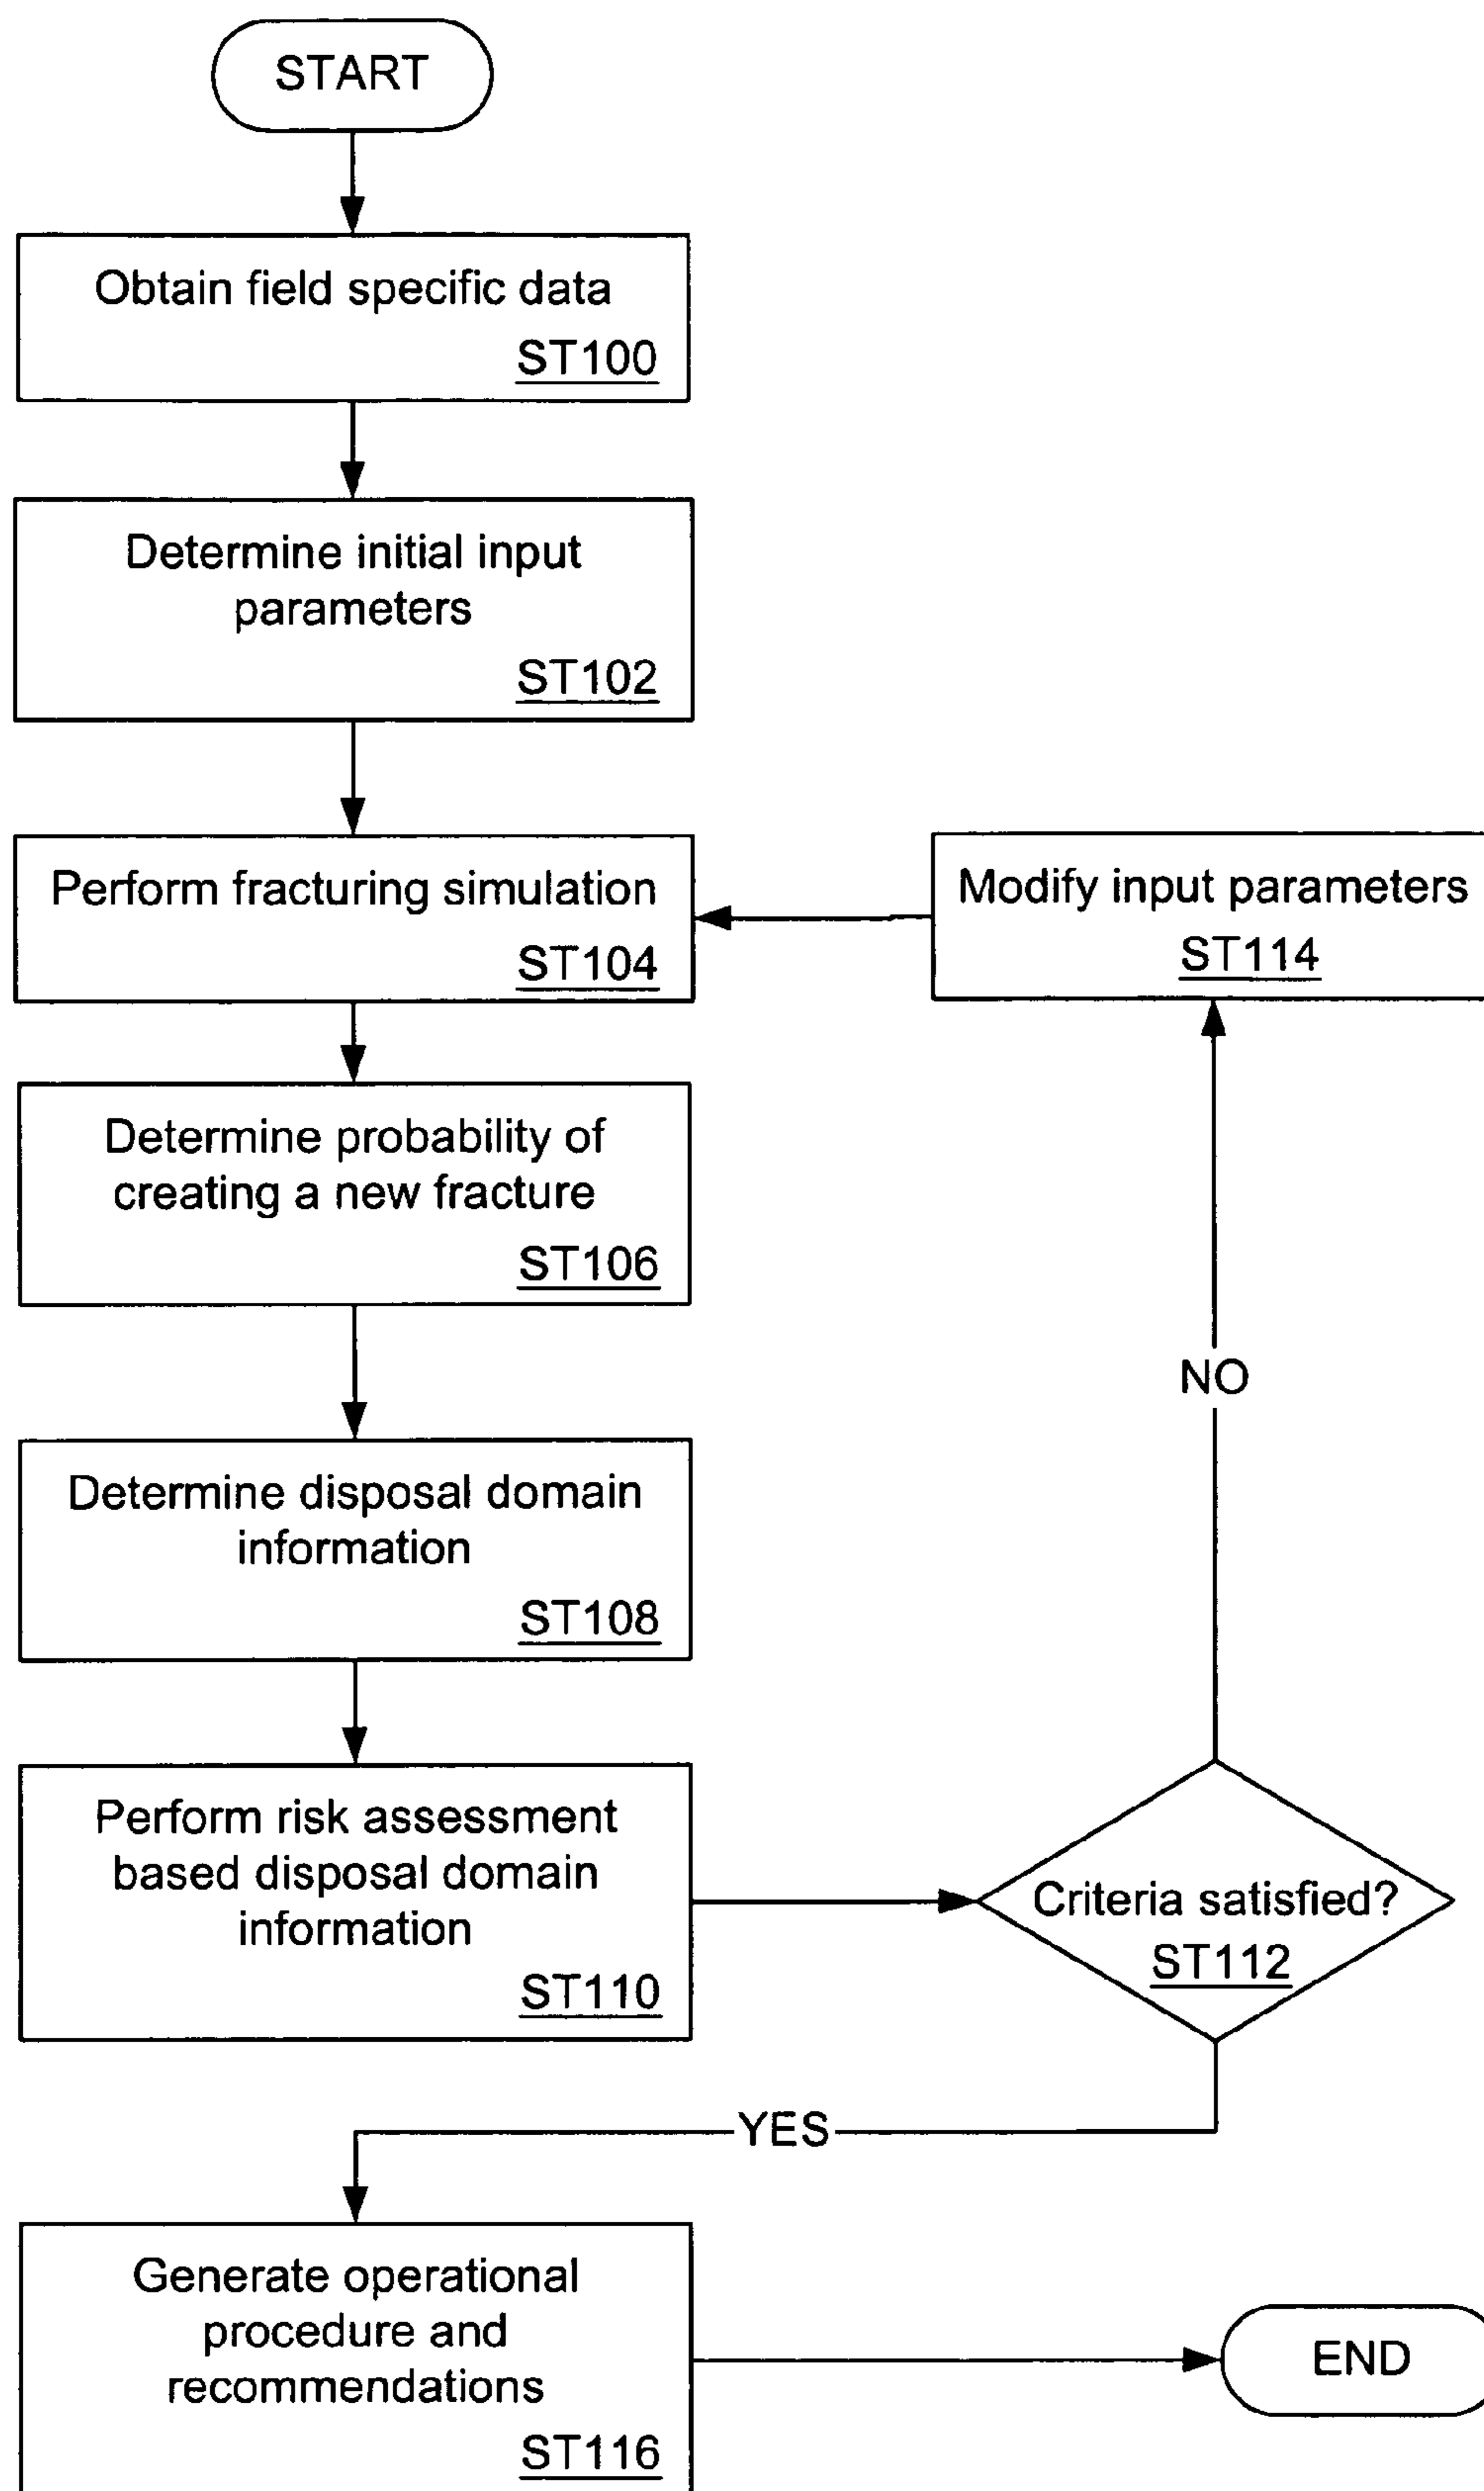 START
Obtain field specific data
ST100
Determine initial input
parameters
ST102
Perform fracturing simulation
ST104
Modify input parameters
ST114
Determine probability of
creating a new fracture
ST106
NO
Determine disposal domain
information
ST108
Perform risk assessment
based disposal domain
information
ST110
Criteria satisfied?
ST112
YES
Generate operational
procedure and
recommendations
ST116
END